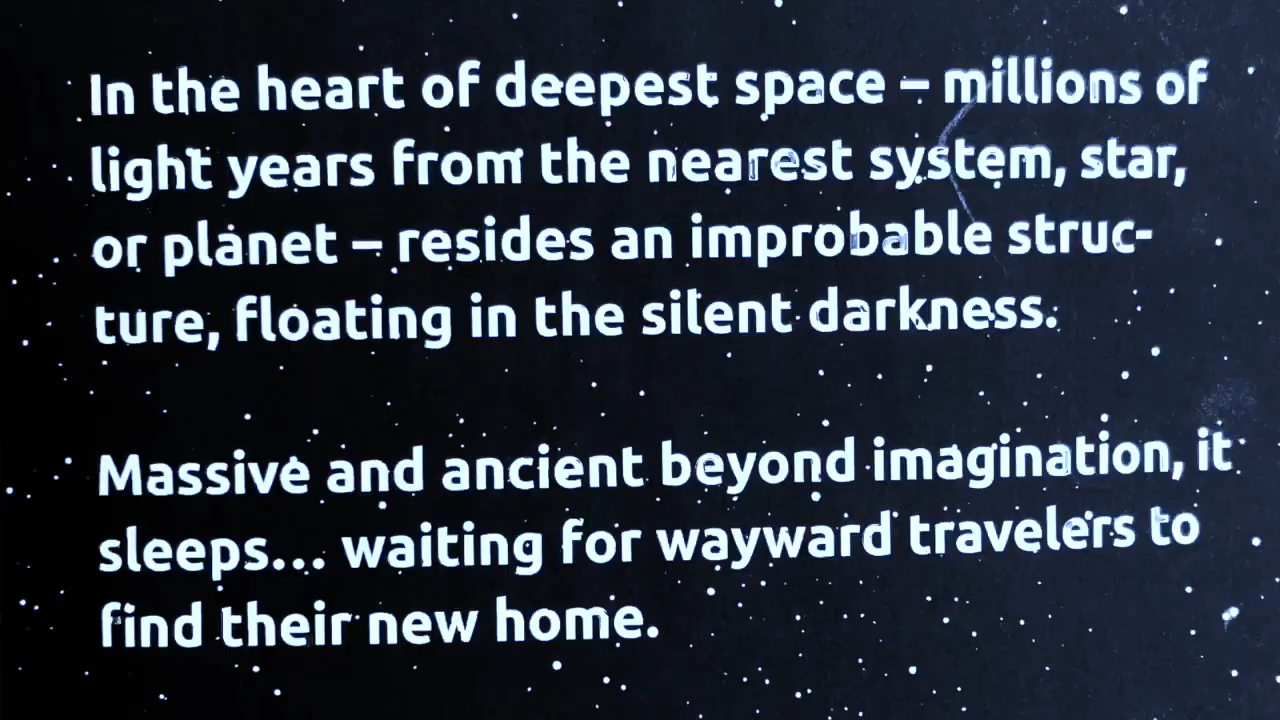 In the heart of deepest space – millions of
light years from the nearest system, star,
or planet – resides an improbable struc-
ture, floating in the silent darkness.
Massive and ancient beyond imagination, it
sleeps... waiting for wayward travelers to
find their new home.